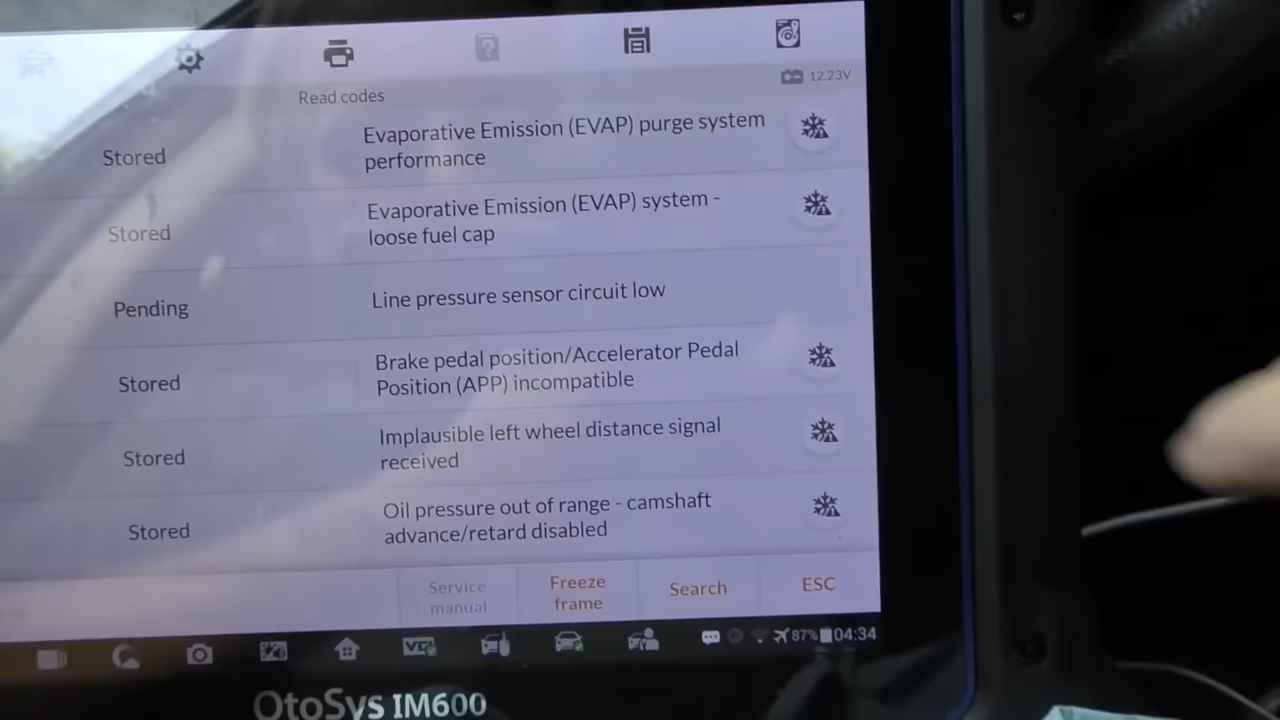 12.23V
Read codes
Stored
Evaporative Emission (EVAP) purge system
performance
Stored
Evaporative Emission (EVAP) system -
loose fuel cap
Pending
Line pressure sensor circuit low
Stored
Brake pedal position/Accelerator Pedal
Position (APP) incompatible
Stored
Implausible left wheel distance signal
received
Stored
Oil pressure out of range - camshaft
advance/retard disabled
Service
manual
Freeze
frame
Search
ESC
VCI
87%
04:34
OtoSys IM600